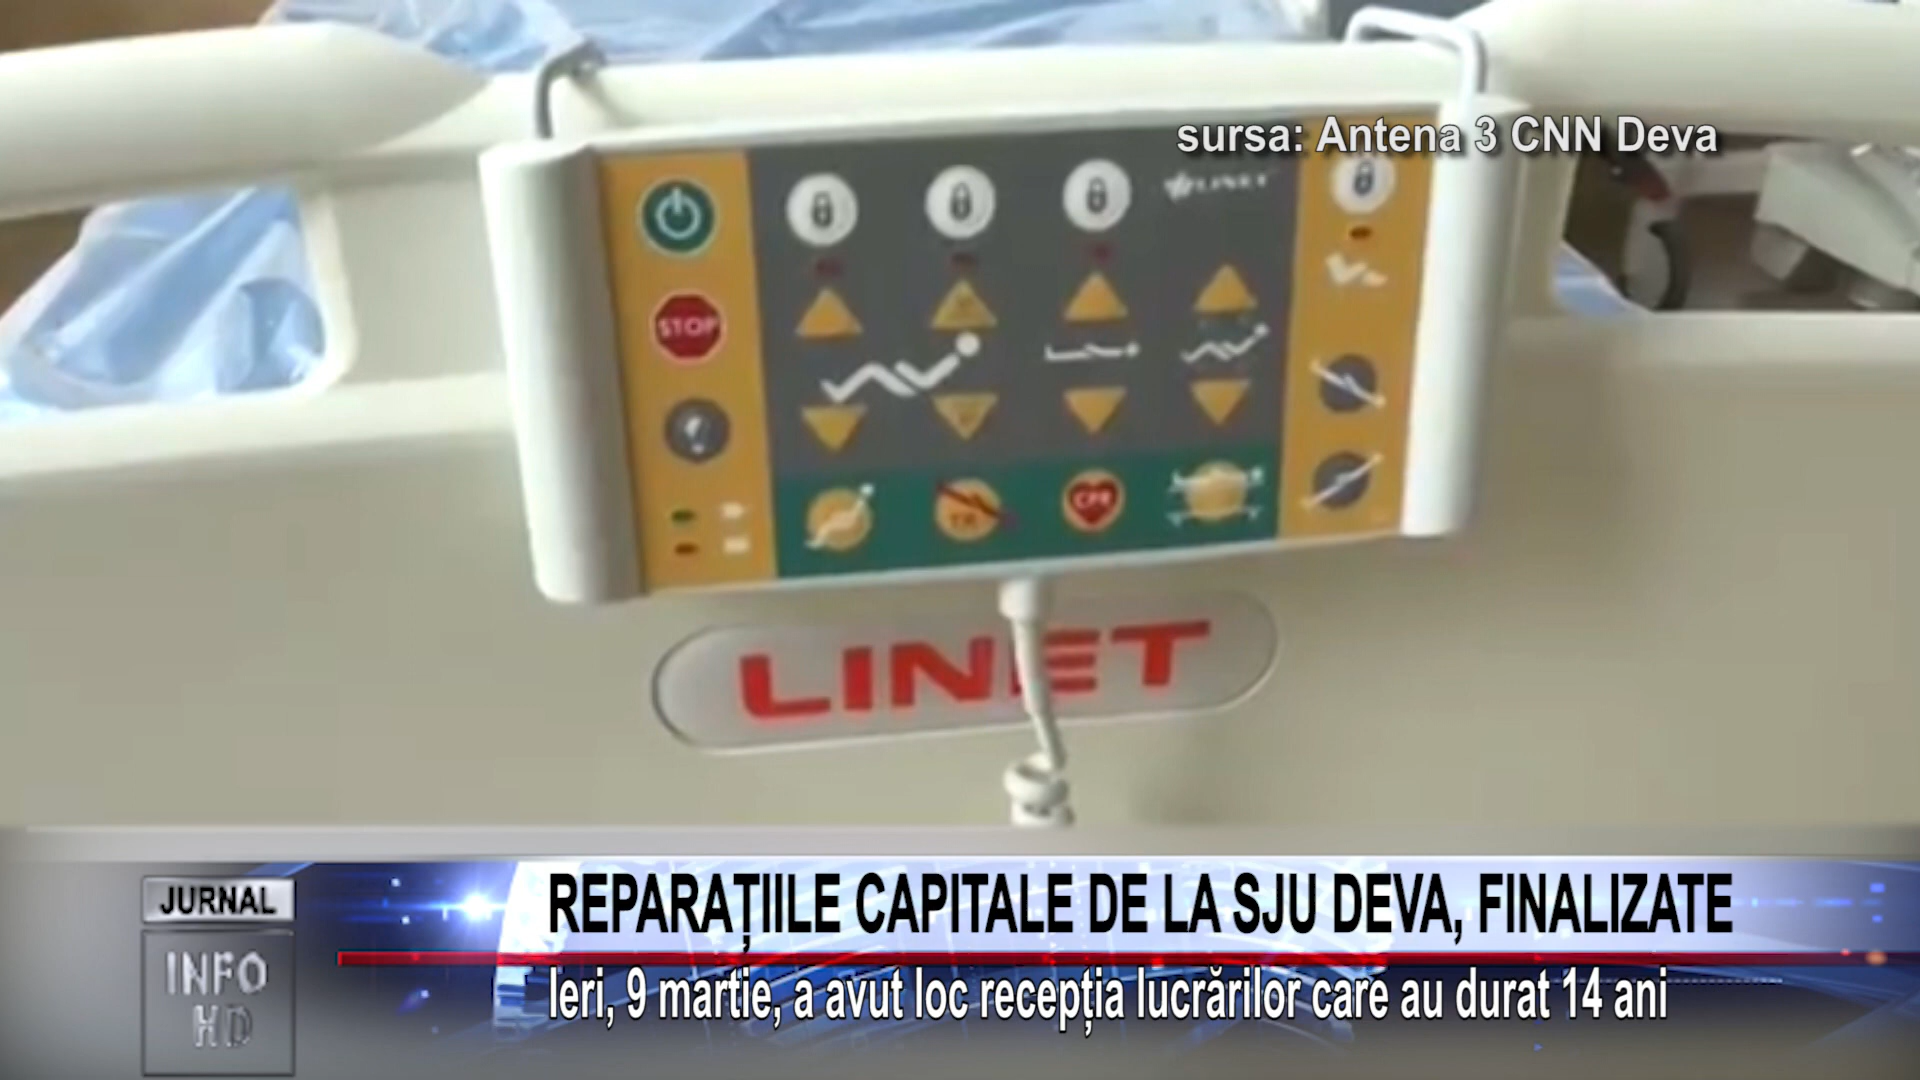 sursa: Antena 3 CNN Deva
LINET
STOP
CPR
LINET
JURNAL
INFO
HD
REPARAȚIILE CAPITALE DE LA SJU DEVA, FINALIZATE
Ieri, 9 martie, a avut loc recepția lucrărilor care au durat 14 ani